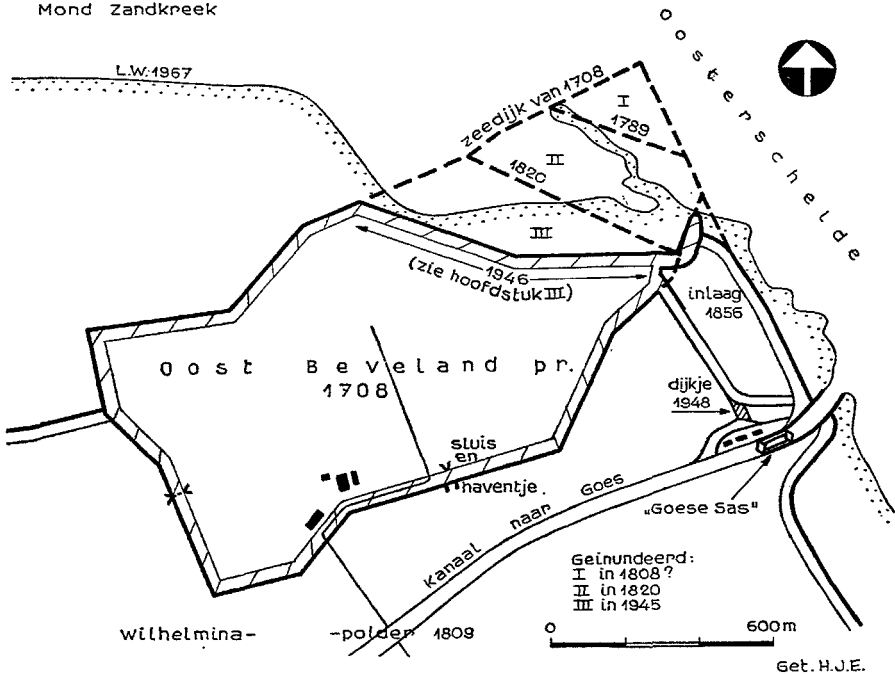 Mond Zandkreek
L.W. 1967
Oosterschelde
zeedijk van 1708
I
1789
II
1820
III
1946
(zie hoofdstuk III)
inlaag
1856
Oost Beveland pr.
1708
dijkje
1948
sluis
en
haventje.
„Goese Sas"
Kanaal naar Goes
Geïnundeerd:
I in 1808?
II in 1820
III in 1945
Wilhelmina- -polder 1809
0 600m
Get. H.J.E.